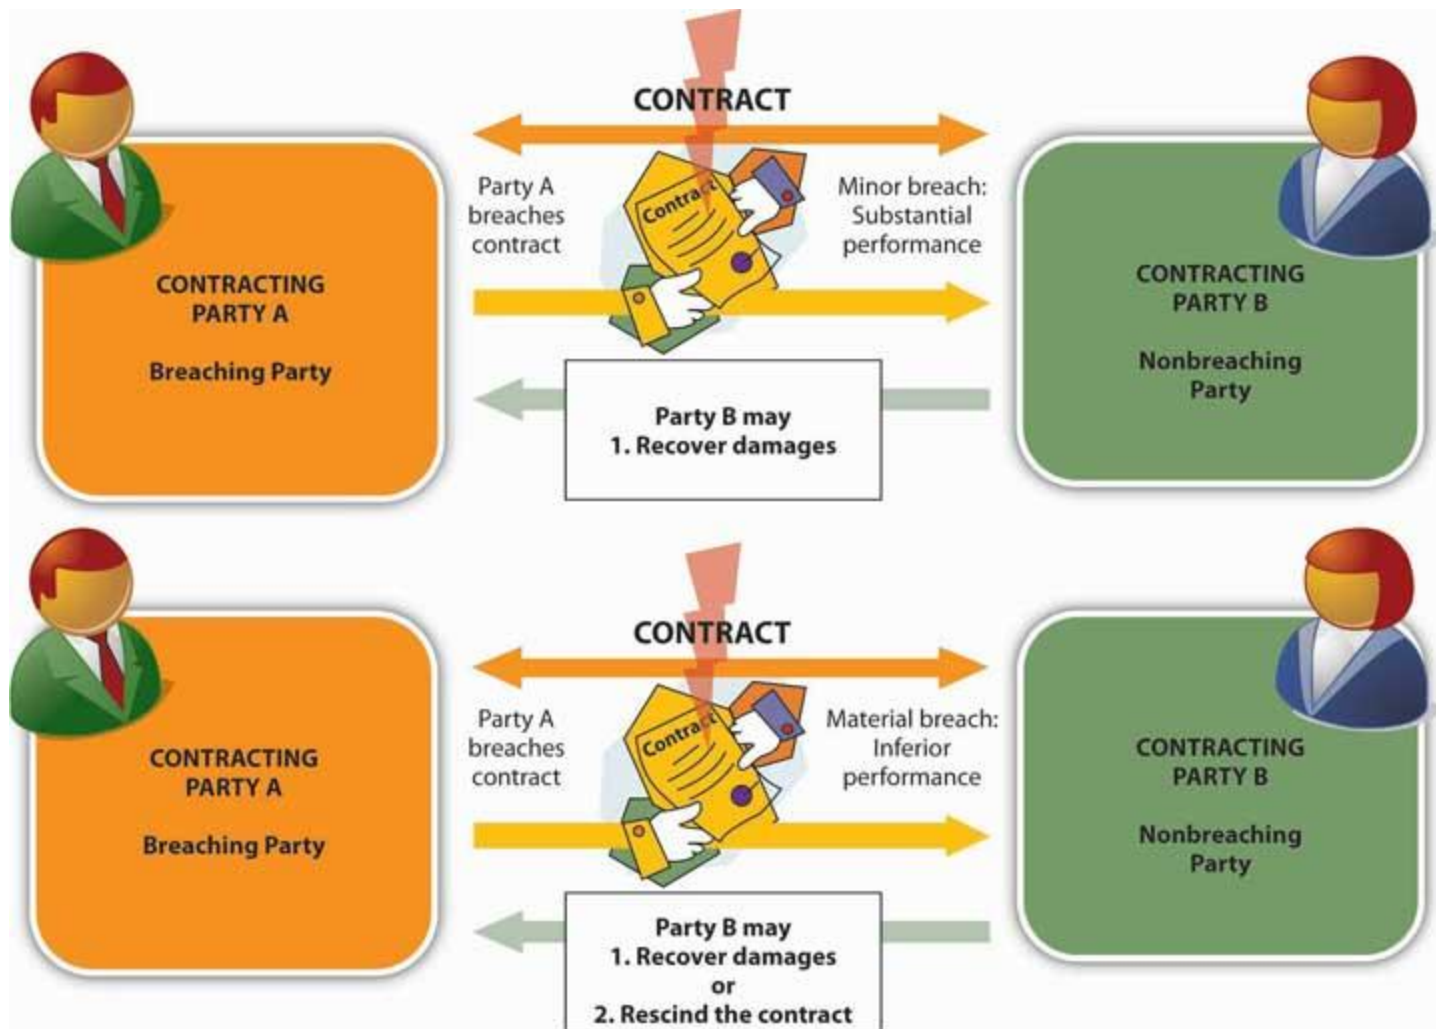 CONTRACT
Party A
breaches
contract
Contract
Minor breach:
Substantial
performance
CONTRACTING
PARTY A
Breaching Party
CONTRACTING
PARTY B
Nonbreaching
Party
Party B may
1. Recover damages
CONTRACT
Party A
breaches
contract
Contract
Material breach:
Inferior
performance
CONTRACTING
PARTY A
Breaching Party
CONTRACTING
PARTY B
Nonbreaching
Party
Party B may
1. Recover damages
or
2. Rescind the contract